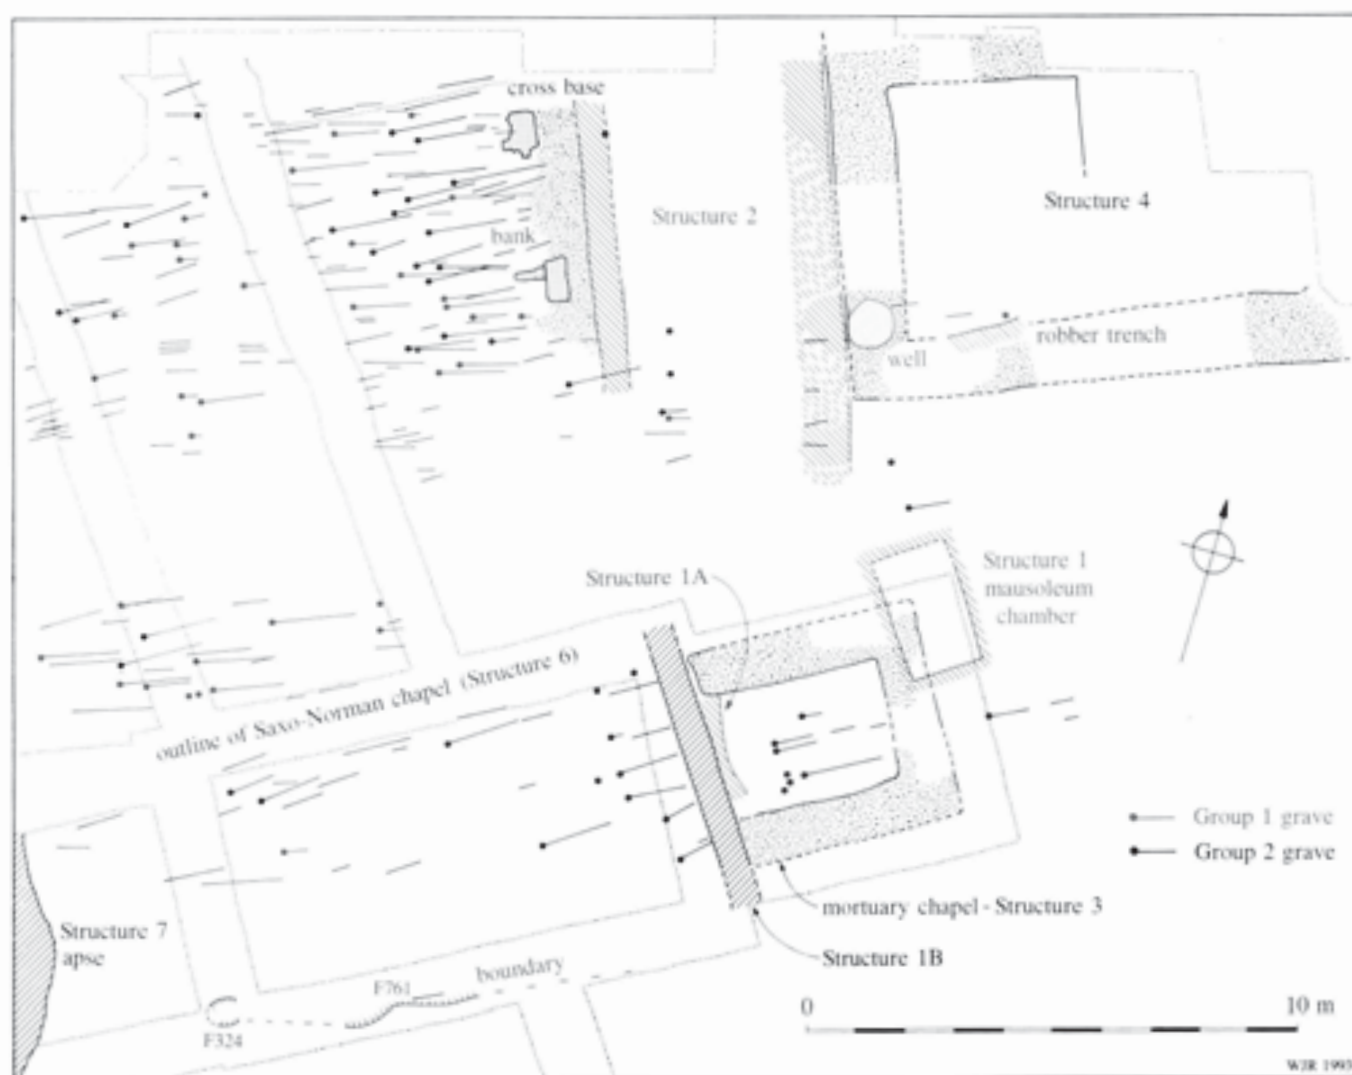 cross base
Structure 2
Structure 4
bank
well
robber trench
Structure 1
mausoleum
chamber
Structure 1A
outline of Saxo-Norman chapel (Structure 6)
Group 1 grave
Group 2 grave
mortuary chapel - Structure 3
Structure 1B
Structure 7
apse
boundary
F761
F324
0
10 m
WJR 1993